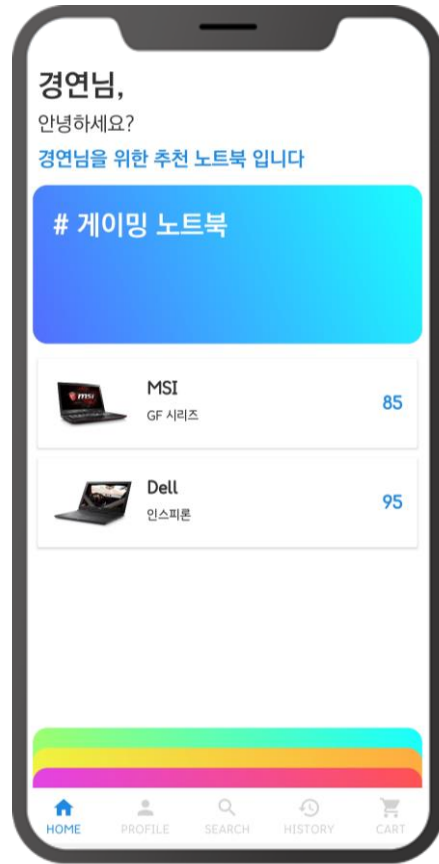 경연님,
안녕하세요?
경연님을 위한 추천 노트북 입니다
# 게이밍 노트북
msi
MSI
GF 시리즈
85
Dell
인스피론
95
HOME PROFILE SEARCH HISTORY CART